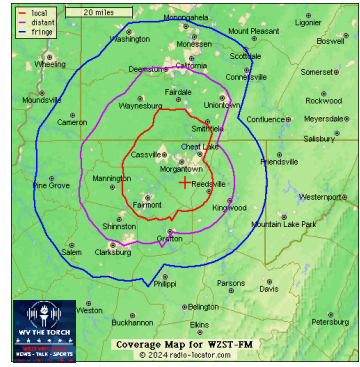 local
distant
fringe
20 miles
Monongahela
Ligonier
Washington
Monessen
Mount Pleasant
Boswell
Wheeling
Scottdale
California
Deemston
Connellsville
Somerset
Moundsville
Waynesburg
Fairdale
Uniontown
Rockwood
Cameron
Smithfield
Confluence
Meyersdale
Salisbury
Cassville
Cheat Lake
Friendsville
Morgantown
Pine Grove
Mannington
Reedsville
Westernport
Fairmont
Kingwood
Shinnston
Mountain Lake Park
Grafton
Salem
Clarksburg
Philippi
Parsons
Davis
Weston
Belington
Buckhannon
Elkins
Petersburg
WV THE TORCH
NEWS - TALK - SPORTS
Coverage Map for WZST-FM
© 2024 radio-locator.com